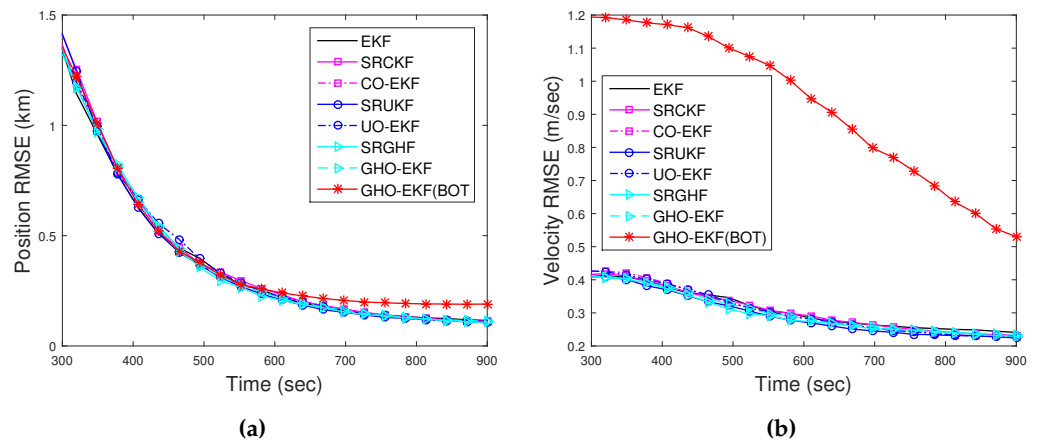 Position RMSE (km)
1.5
1
0.5
0
300 400 500 600 700 800 900
Time (sec)
EKF
SRCKF
CO-EKF
SRUKF
UO-EKF
SRGHF
GHO-EKF
GHO-EKF(BOT
(a)
Velocity RMSE (m/sec)
1.2
1.1
1
0.9
0.8
0.7
0.6
0.5
0.4
0.3
0.2
300 400 500 600 700 800 900
Time (sec)
EKF
SRCKF
CO-EKF
SRUKF
UO-EKF
SRGHF
GHO-EKF
GHO-EKF(BOT)
(b)